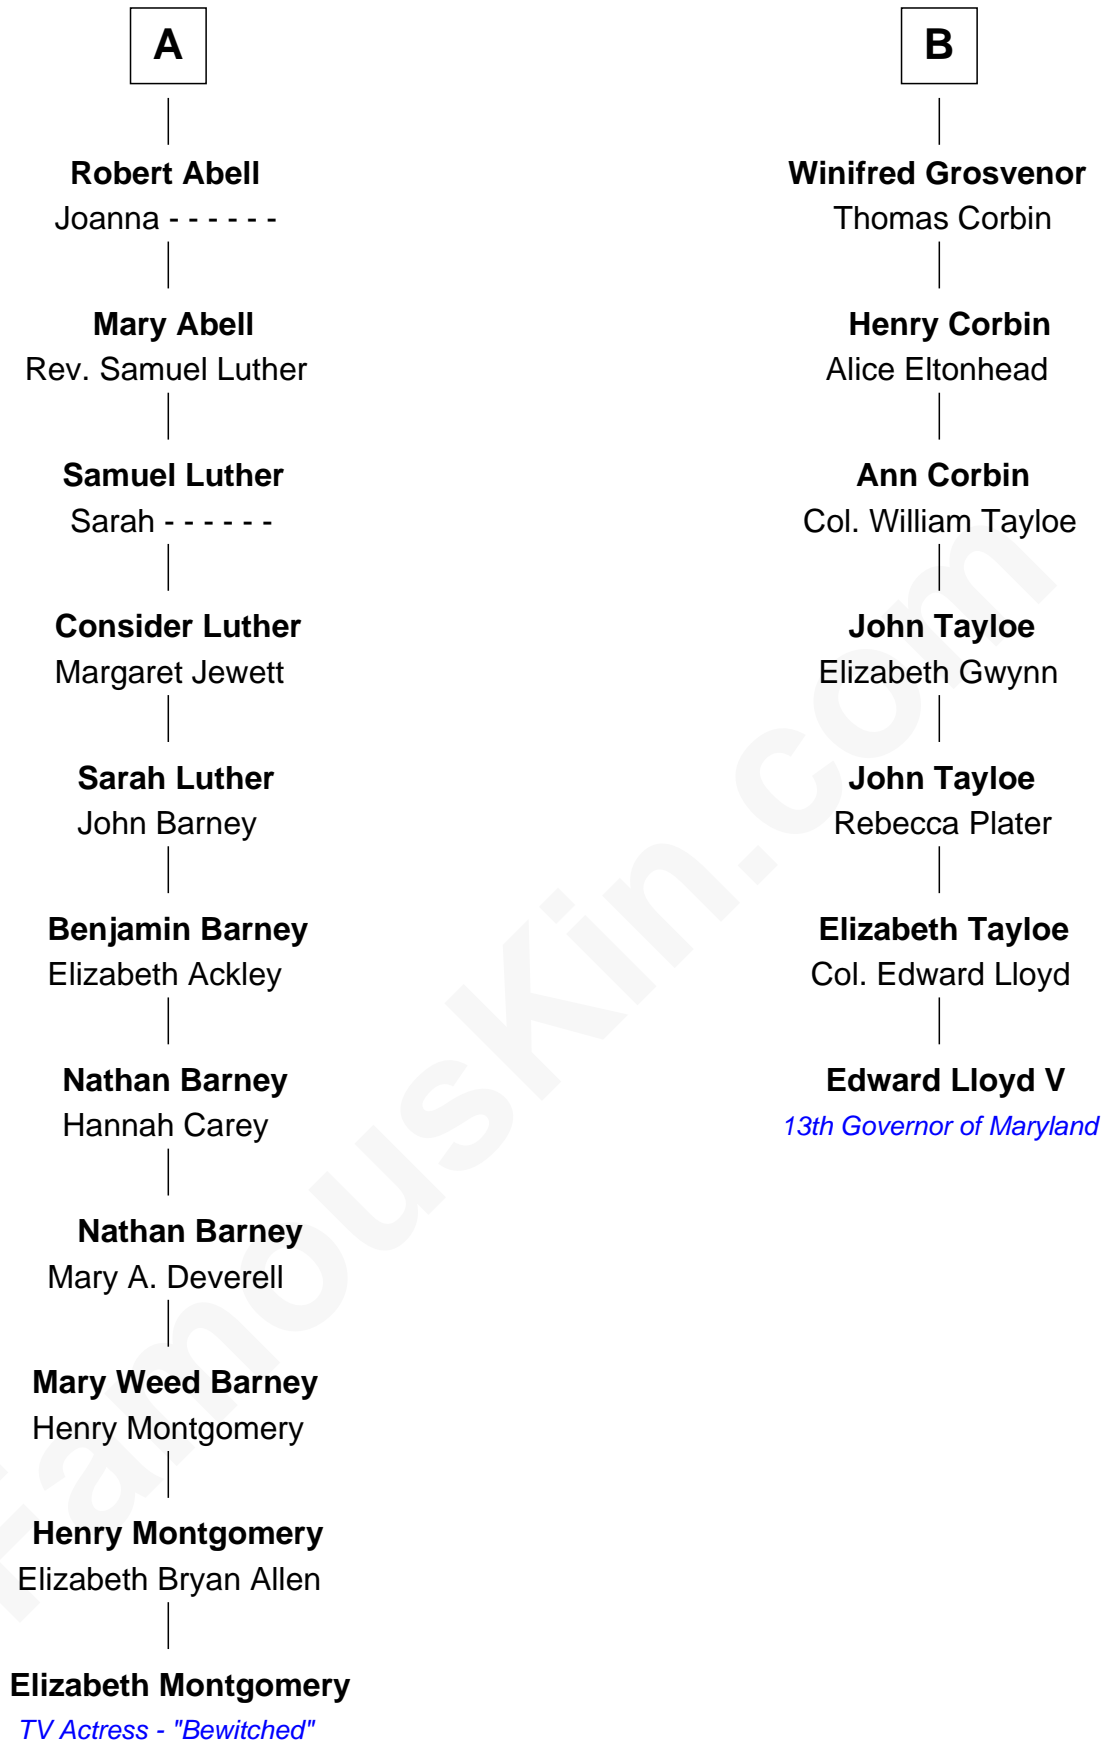 A
Robert Abell
Joanna - - - - - -
Mary Abell
Rev. Samuel Luther
Samuel Luther
Sarah - - - - - -
Consider Luther
Margaret Jewett
Sarah Luther
John Barney
Benjamin Barney
Elizabeth Ackley
Nathan Barney
Hannah Carey
Nathan Barney
Mary A. Deverell
Mary Weed Barney
Henry Montgomery
Henry Montgomery
Elizabeth Bryan Allen
Elizabeth Montgomery
TV Actress - "Bewitched"
B
Winifred Grosvenor
Thomas Corbin
Henry Corbin
Alice Eltonhead
Ann Corbin
Col. William Tayloe
John Tayloe
Elizabeth Gwynn
John Tayloe
Rebecca Plater
Elizabeth Tayloe
Col. Edward Lloyd
Edward Lloyd V
13th Governor of Maryland
FamousKin.com